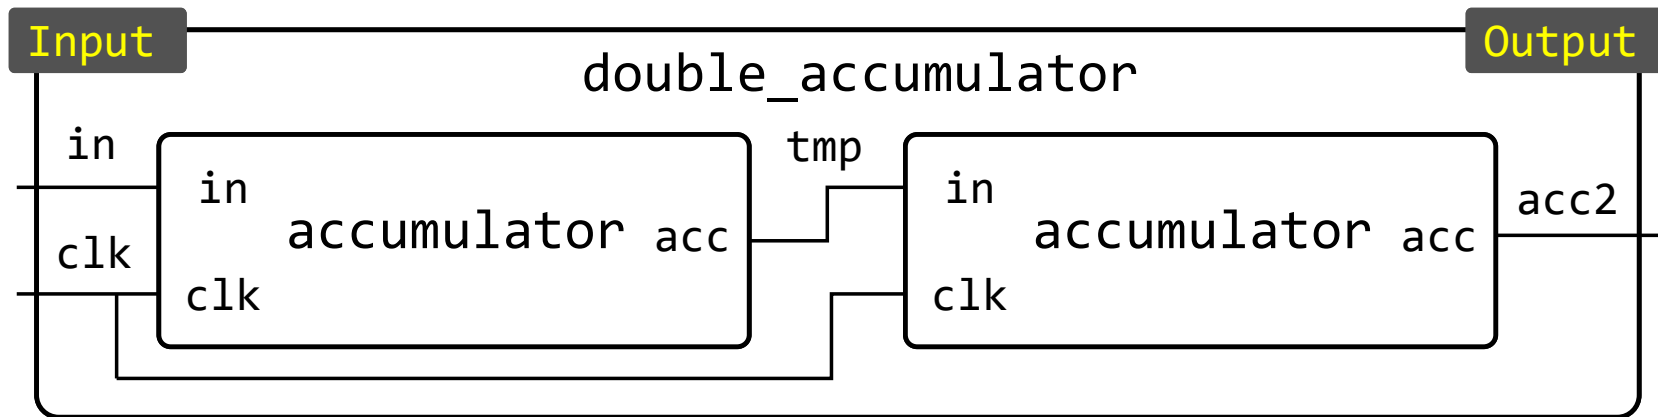 Input
Output
double_accumulator
in
tmp
in
in
acc2
accumulator
acc
accumulator
acc
clk
clk
clk